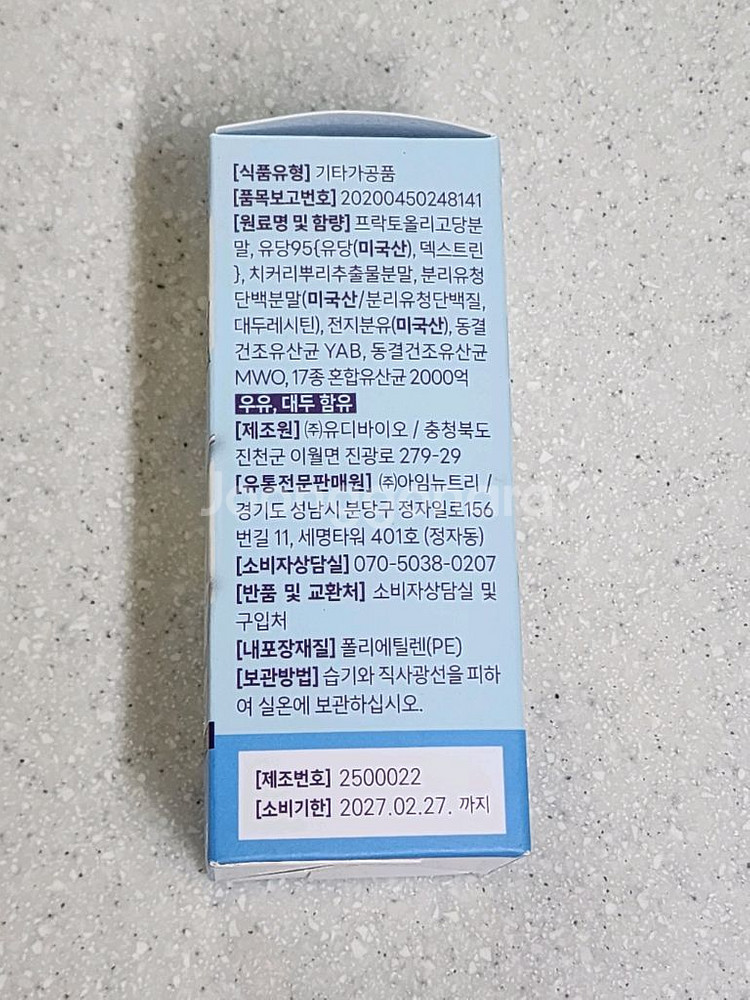 [식품유형] 기타가공품
[품목보고번호] 20200450248141
[원료명 및 함량] 프락토올리고당분
말, 유당95{유당(미국산), 덱스트린
}, 치커리뿌리추출물분말, 분리유청
단백분말(미국산/분리유청단백질,
대두레시틴), 전지분유(미국산), 동결
건조유산균 YAB, 동결건조유산균
MWO, 17종 혼합유산균 2000억
우유, 대두 함유
[제조원] ㈜유디바이오 / 충청북도
진천군 이월면 진광로 279-29
[유통전문판매원] ㈜아임뉴트리 /
경기도 성남시 분당구 정자일로156
번길 11, 세명타워 401호 (정자동)
[소비자상담실] 070-5038-0207
[반품 및 교환처] 소비자상담실 및
구입처
[내포장재질] 폴리에틸렌(PE)
[보관방법] 습기와 직사광선을 피하
여 실온에 보관하십시오.
[제조번호] 2500022
[소비기한] 2027.02.27. 까지